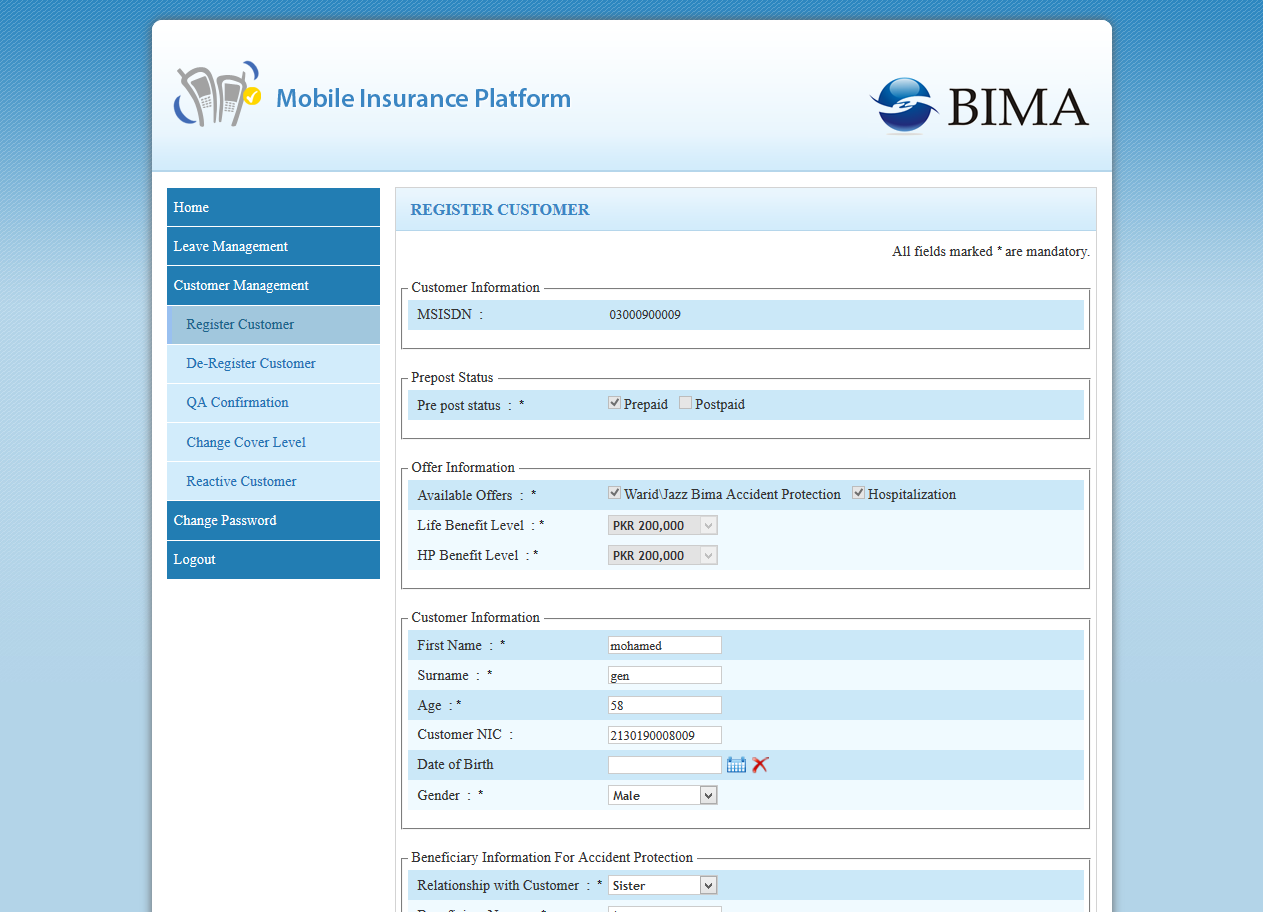 Mobile Insurance Platform
BIMA
Home
Leave Management
Customer Management
Register Customer
De-Register Customer
QA Confirmation
Change Cover Level
Reactive Customer
Change Password
Logout
REGISTER CUSTOMER
All fields marked * are mandatory.
Customer Information
MSISDN : 03000900009
Prepost Status
Pre post status : * Prepaid Postpaid
Offer Information
Available Offers : * Warid\Jazz Bima Accident Protection Hospitalization
Life Benefit Level : * PKR 200,000
HP Benefit Level : * PKR 200,000
Customer Information
First Name : * mohamed
Surname : * gen
Age : * 58
Customer NIC : 2130190008009
Date of Birth
Gender : * Male
Beneficiary Information For Accident Protection
Relationship with Customer : * Sister